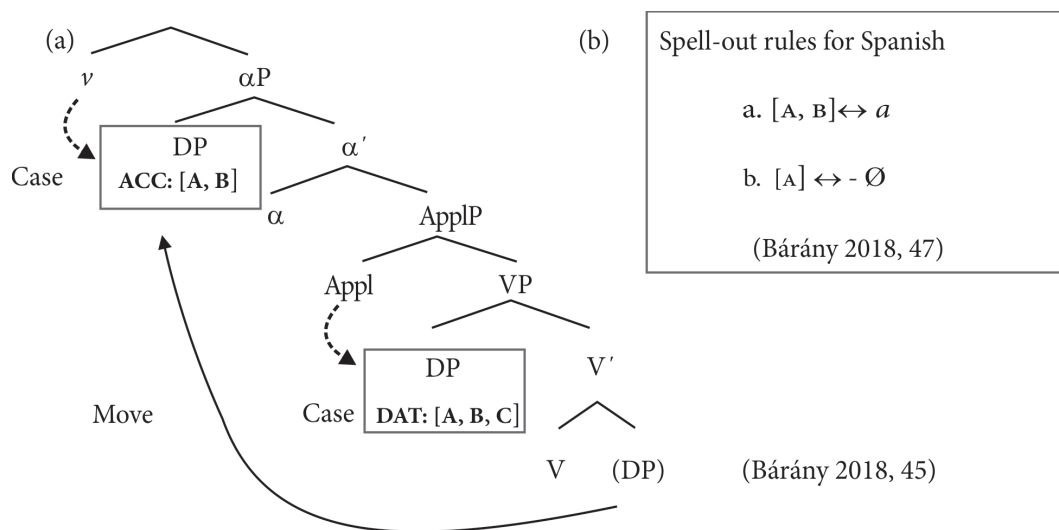 (a)
v
αP
DP
ACC: [A, B]
Case
α′
α
ApplP
Appl
VP
DP
DAT: [A, B, C]
Case
V′
Move
V
(DP)
(Bárány 2018, 45)
(b)
Spell-out rules for Spanish
a. [A, B]↔ a
b. [A] ↔ - Ø
(Bárány 2018, 47)